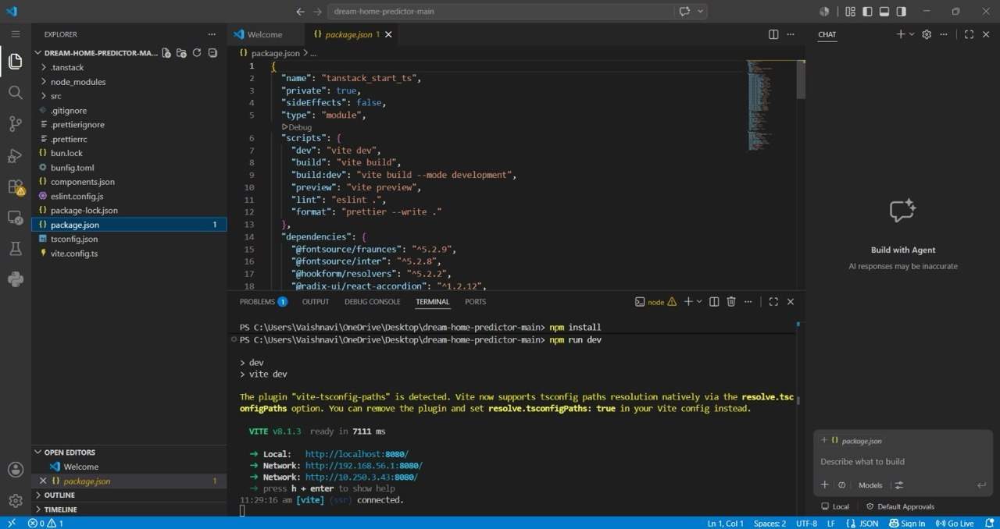 dream-home-predictor-main
EXPLORER
DREAM-HOME-PREDICTOR-MA...
.tanstack
node_modules
src
.gitignore
.prettierignore
.prettierrc
bun.lock
bunfig.toml
components.json
eslint.config.js
package-lock.json
package.json 1
tsconfig.json
vite.config.ts
OPEN EDITORS
Welcome
package.json 1
OUTLINE
TIMELINE
Welcome
{} package.json 1
{} package.json > ...
1 {
2 "name": "tanstack_start_ts",
3 "private": true,
4 "sideEffects": false,
5 "type": "module",
Debug
6 "scripts": {
7 "dev": "vite dev",
8 "build": "vite build",
9 "build:dev": "vite build --mode development",
10 "preview": "vite preview",
11 "lint": "eslint .",
12 "format": "prettier --write ."
13 },
14 "dependencies": {
15 "@fontsource/fraunces": "^5.2.9",
16 "@fontsource/inter": "^5.2.8",
17 "@hookform/resolvers": "^5.2.2",
18 "@radix-ui/react-accordion": "^1.2.12",
PROBLEMS 1 OUTPUT DEBUG CONSOLE TERMINAL PORTS
node
PS C:\Users\Vaishnavi\OneDrive\Desktop\dream-home-predictor-main> npm install
PS C:\Users\Vaishnavi\OneDrive\Desktop\dream-home-predictor-main> npm run dev
> dev
> vite dev
The plugin "vite-tsconfig-paths" is detected. Vite now supports tsconfig paths resolution natively via the resolve.tsc
onfigPaths option. You can remove the plugin and set resolve.tsconfigPaths: true in your Vite config instead.
VITE v8.1.3 ready in 7111 ms
➜ Local: http://localhost:8080/
➜ Network: http://192.168.56.1:8080/
➜ Network: http://10.250.3.43:8080/
➜ press h + enter to show help
11:29:16 am [vite] (ssr) connected.
CHAT
Build with Agent
AI responses may be inaccurate
{} package.json
Describe what to build
Models
Local Default Approvals
0 1
Ln 1, Col 1 Spaces: 2 UTF-8 LF {} JSON Sign In Go Live